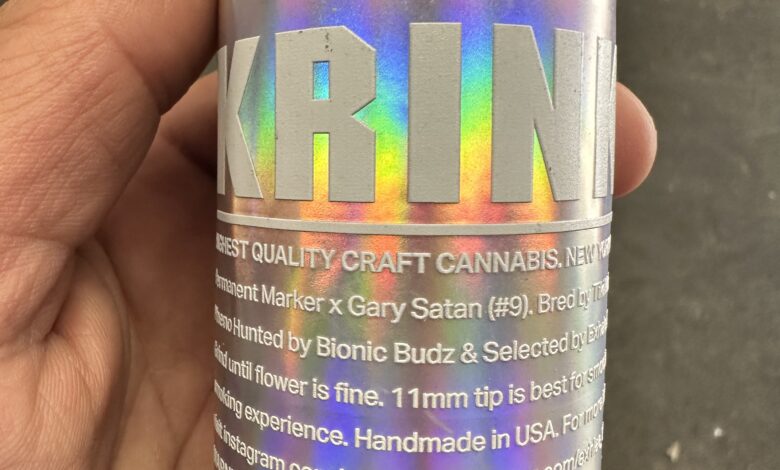 KRINK
HIGHEST QUALITY CRAFT CANNABIS. NEW YORK
Permanent Marker x Gary Satan (#9). Bred by
Pheno Hunted by Bionic Budz & Selected by
until flower is fine. 11mm tip is best for
smoking experience. Handmade in USA. For more
instagram